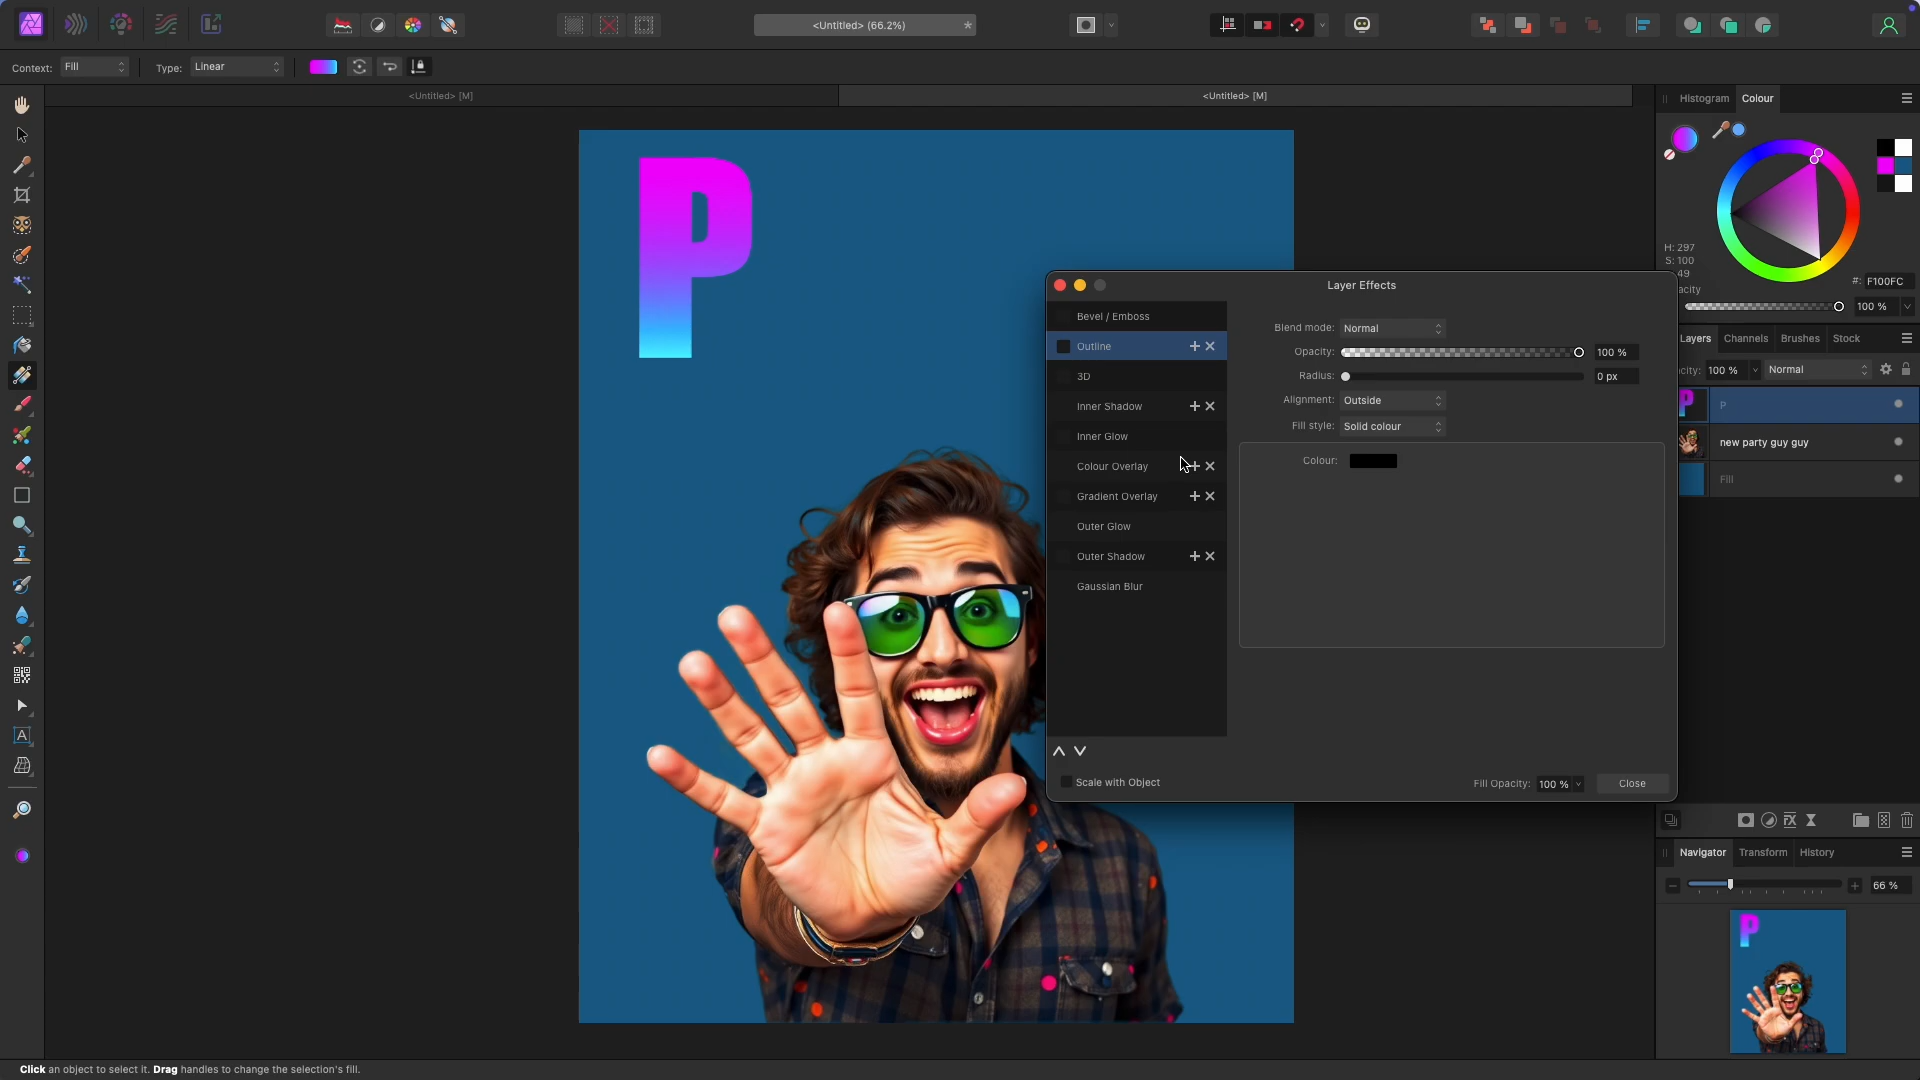 <Untitled> (66.2%)
*
Context: Fill Type: Linear
<Untitled> [M] <Untitled> [M]
Histogram Colour
H: 297
S: 100
49
acity
#: F100FC
100 %
P
Layer Effects
Bevel / Emboss
Outline
3D
Inner Shadow
Inner Glow
Colour Overlay
Gradient Overlay
Outer Glow
Outer Shadow
Gaussian Blur
Blend mode: Normal
Opacity: 100 %
Radius: 0 px
Alignment: Outside
Fill style: Solid colour
Colour:
Scale with Object
Fill Opacity: 100 % Close
Layers Channels Brushes Stock
city: 100 % Normal
P P
new party guy guy
Fill
Navigator Transform History
66 %
P
A
Click an object to select it. Drag handles to change the selection's fill.